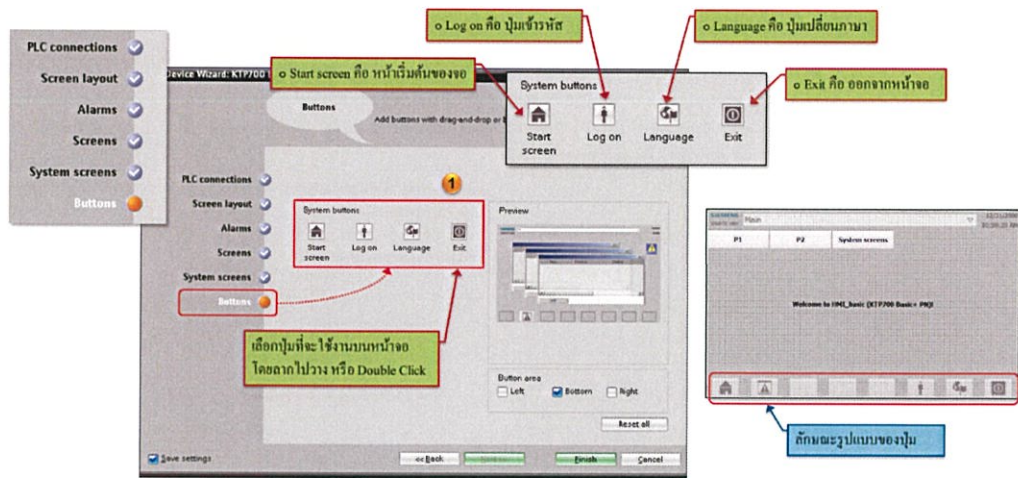 PLC connections
Screen layout
Alarms
Screens
System screens
Buttons
๐ Log on คือ ปุ่มเข้ารหัส
๐ Language คือ ปุ่มเปลี่ยนภาษา
๐ Start screen คือ หน้าเริ่มต้นของจอ
๐ Exit คือ ออกจากหน้าจอ
System buttons
Start screen
Log on
Language
Exit
Device Wizard: KTP700
Buttons
Add buttons with drag-and-drop or
PLC connections
Screen layout
Alarms
Screens
System screens
Buttons
1
System buttons
Start screen
Log on
Language
Exit
เลือกปุ่มที่จะใช้งานบนหน้าจอ
โดยลากไปวาง หรือ Double Click
Preview
Button area
Left
Bottom
Right
Reset all
Save settings
<< Back
Finish
Cancel
SIEMENS
Main
P1
P2
System screens
Welcome to HMI_basic (KTP700 Basic PN)!
ลักษณะรูปแบบของปุ่ม